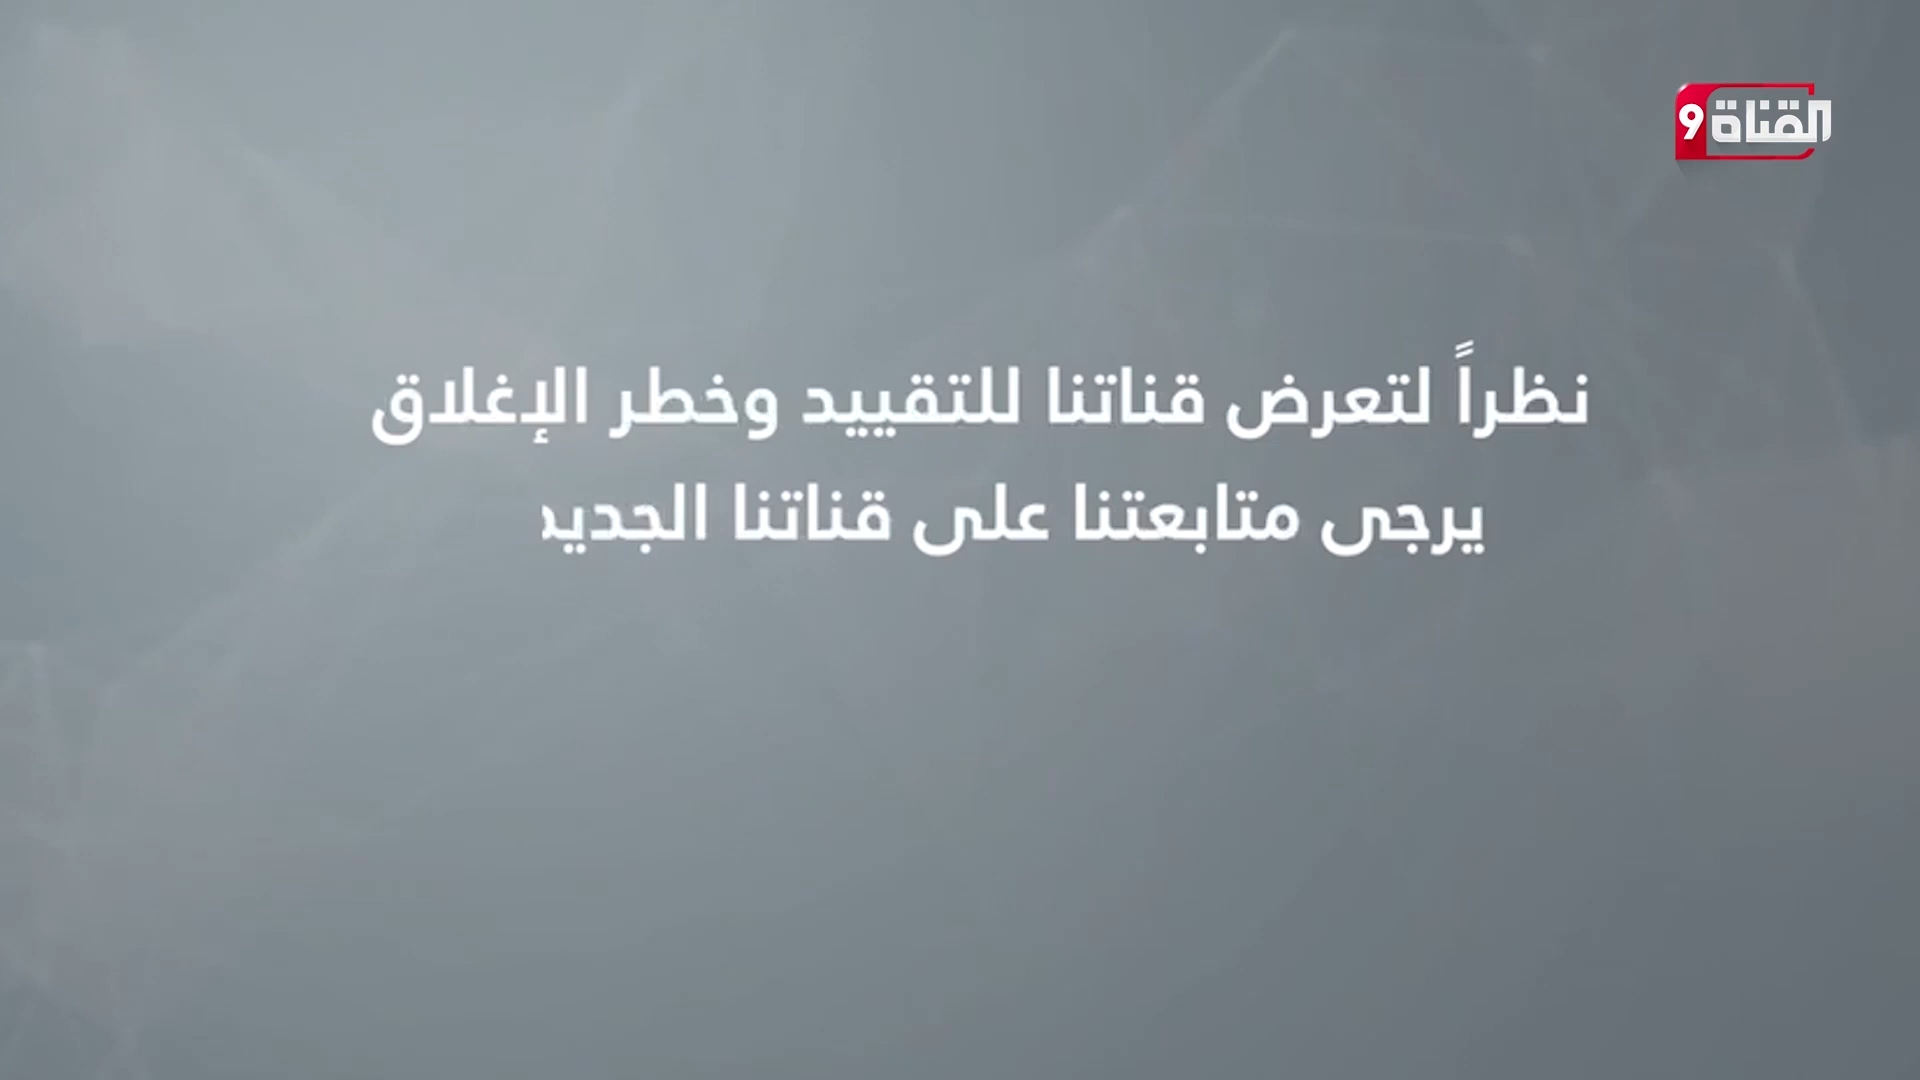 القناة 9
نظراً لتعرض قناتنا للتقييد وخطر الإغلاق
يرجى متابعتنا على قناتنا